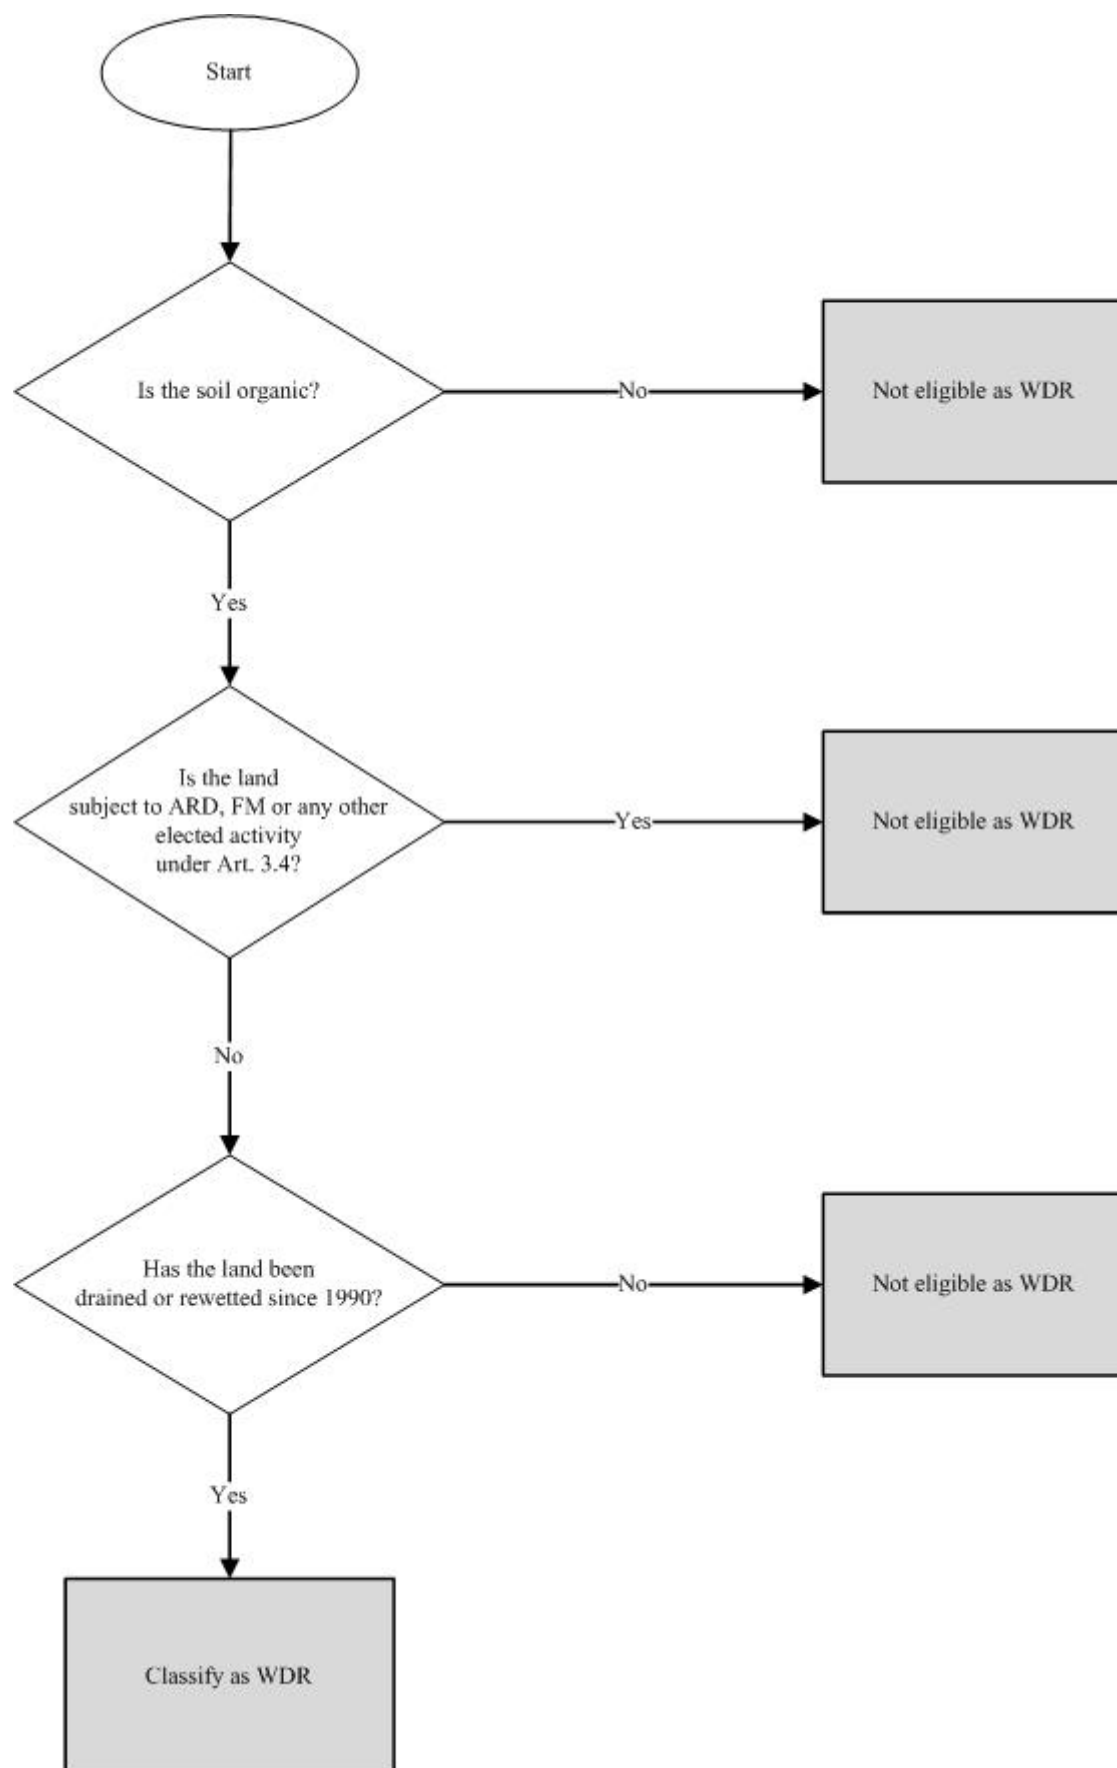 Start
Is the soil organic?
No
Not eligible as WDR
Yes
Is the land
subject to ARD, FM or any other
elected activity
under Art. 3.4?
Yes
Not eligible as WDR
No
Has the land been
drained or rewetted since 1990?
No
Not eligible as WDR
Yes
Classify as WDR